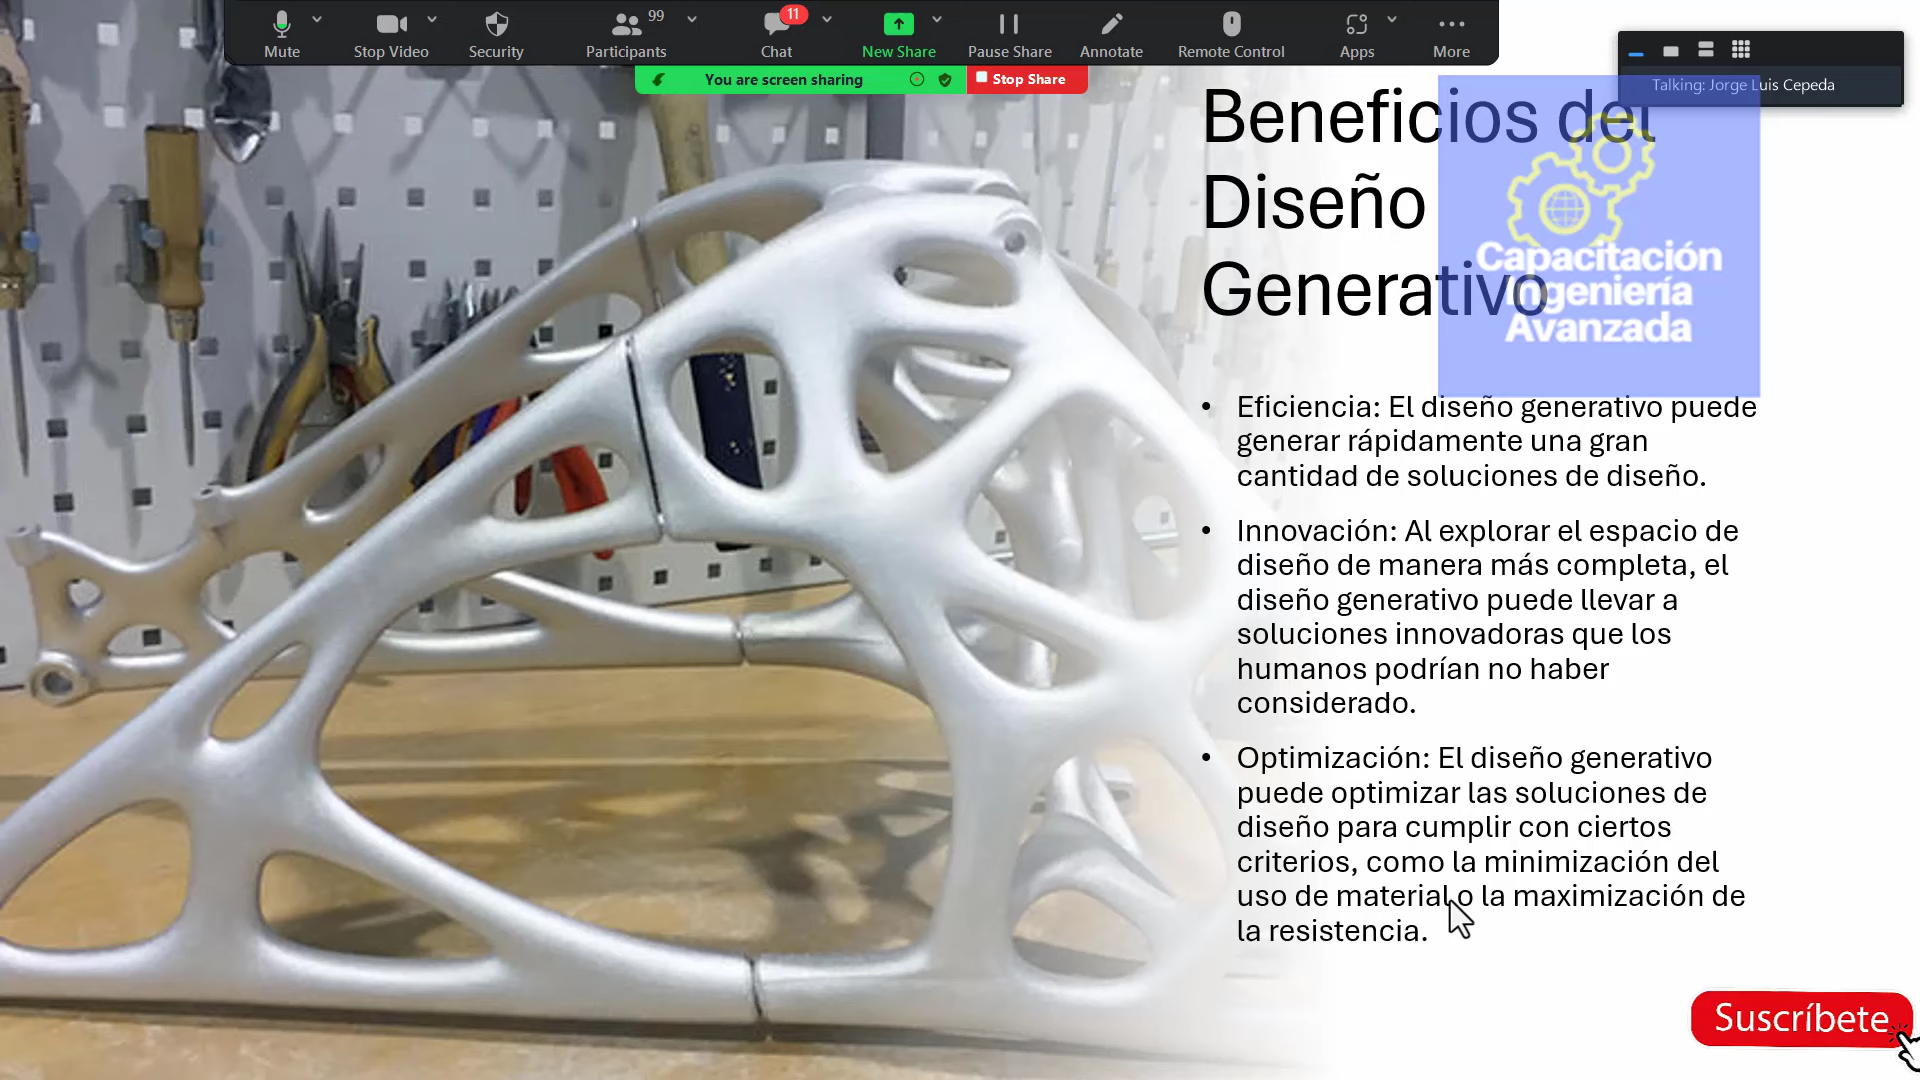 Mute
Stop Video
Security
Participants
99
Chat
11
New Share
Pause Share
Annotate
Remote Control
Apps
More
You are screen sharing
Stop Share
Talking: Jorge Luis Cepeda
Beneficios del
Diseño
Generativo
Capacitación
Ingeniería
Avanzada
• Eficiencia: El diseño generativo puede
generar rápidamente una gran
cantidad de soluciones de diseño.
• Innovación: Al explorar el espacio de
diseño de manera más completa, el
diseño generativo puede llevar a
soluciones innovadoras que los
humanos podrían no haber
considerado.
• Optimización: El diseño generativo
puede optimizar las soluciones de
diseño para cumplir con ciertos
criterios, como la minimización del
uso de material o la maximización de
la resistencia.
Suscríbete